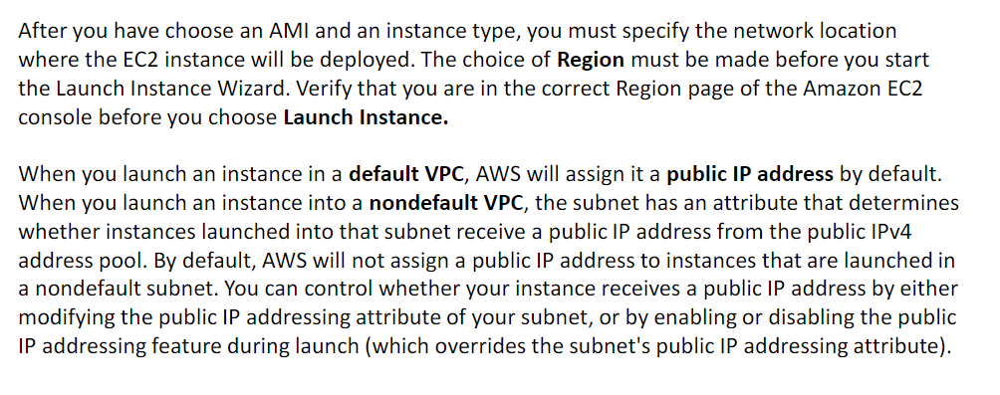 After you have choose an AMI and an instance type, you must specify the network location
where the EC2 instance will be deployed. The choice of Region must be made before you start
the Launch Instance Wizard. Verify that you are in the correct Region page of the Amazon EC2
console before you choose Launch Instance.
When you launch an instance in a default VPC, AWS will assign it a public IP address by default.
When you launch an instance into a nondefault VPC, the subnet has an attribute that determines
whether instances launched into that subnet receive a public IP address from the public IPv4
address pool. By default, AWS will not assign a public IP address to instances that are launched in
a nondefault subnet. You can control whether your instance receives a public IP address by either
modifying the public IP addressing attribute of your subnet, or by enabling or disabling the public
IP addressing feature during launch (which overrides the subnet's public IP addressing attribute).